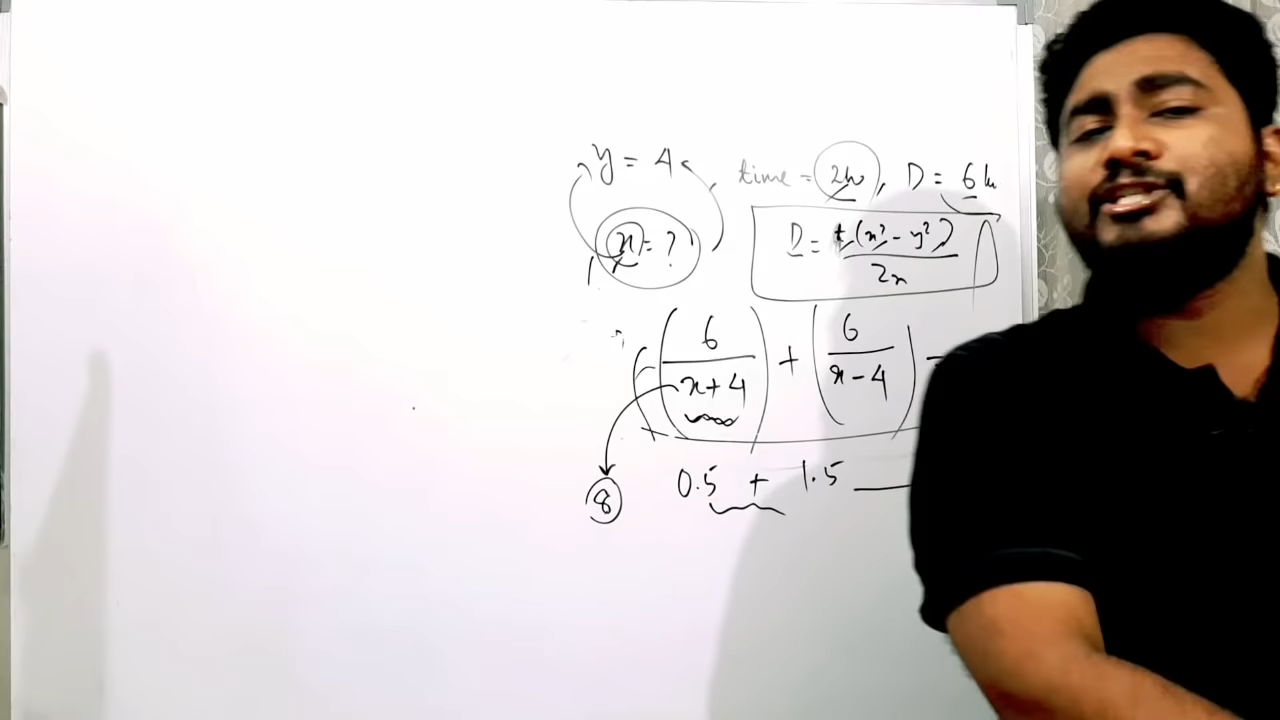 y = 4 time = 2h, D = 6k
x = ? D = t(x² - y²) / 2x
(6 / (x+4)) + (6 / (x-4))
8 0.5 + 1.5